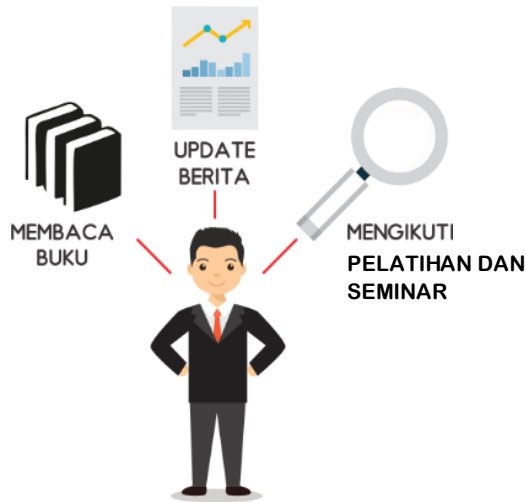 UPDATE
BERITA
MEMBACA
BUKU
MENGIKUTI
PELATIHAN DAN
SEMINAR